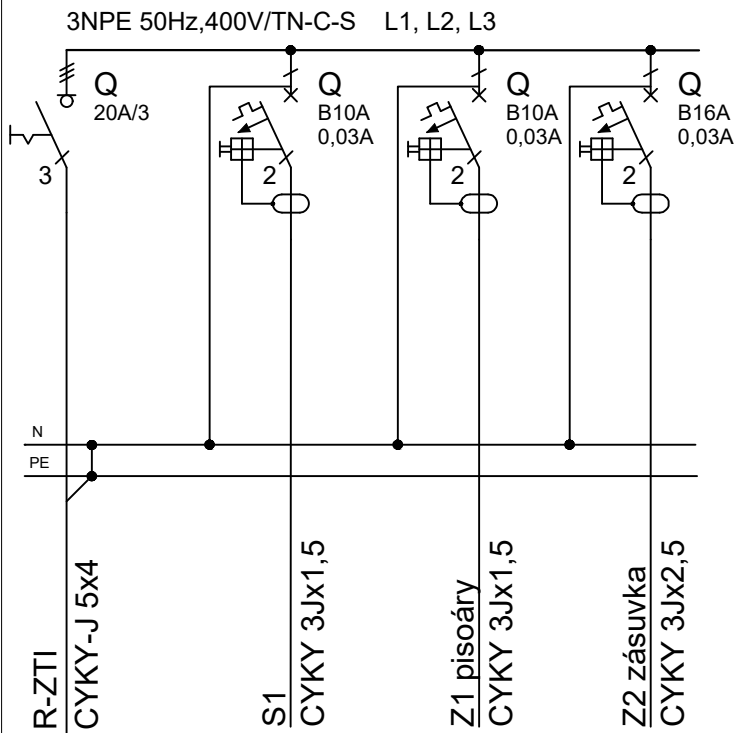 3NPE 50Hz,400V/TN-C-S L1, L2, L3
Q
20A/3
3
Q
B10A
0,03A
2
Q
B10A
0,03A
2
Q
B16A
0,03A
2
N
PE
R-ZTI
CYKY-J 5x4
S1
CYKY 3Jx1,5
Z1 pisoáry
CYKY 3Jx1,5
Z2 zásuvka
CYKY 3Jx2,5